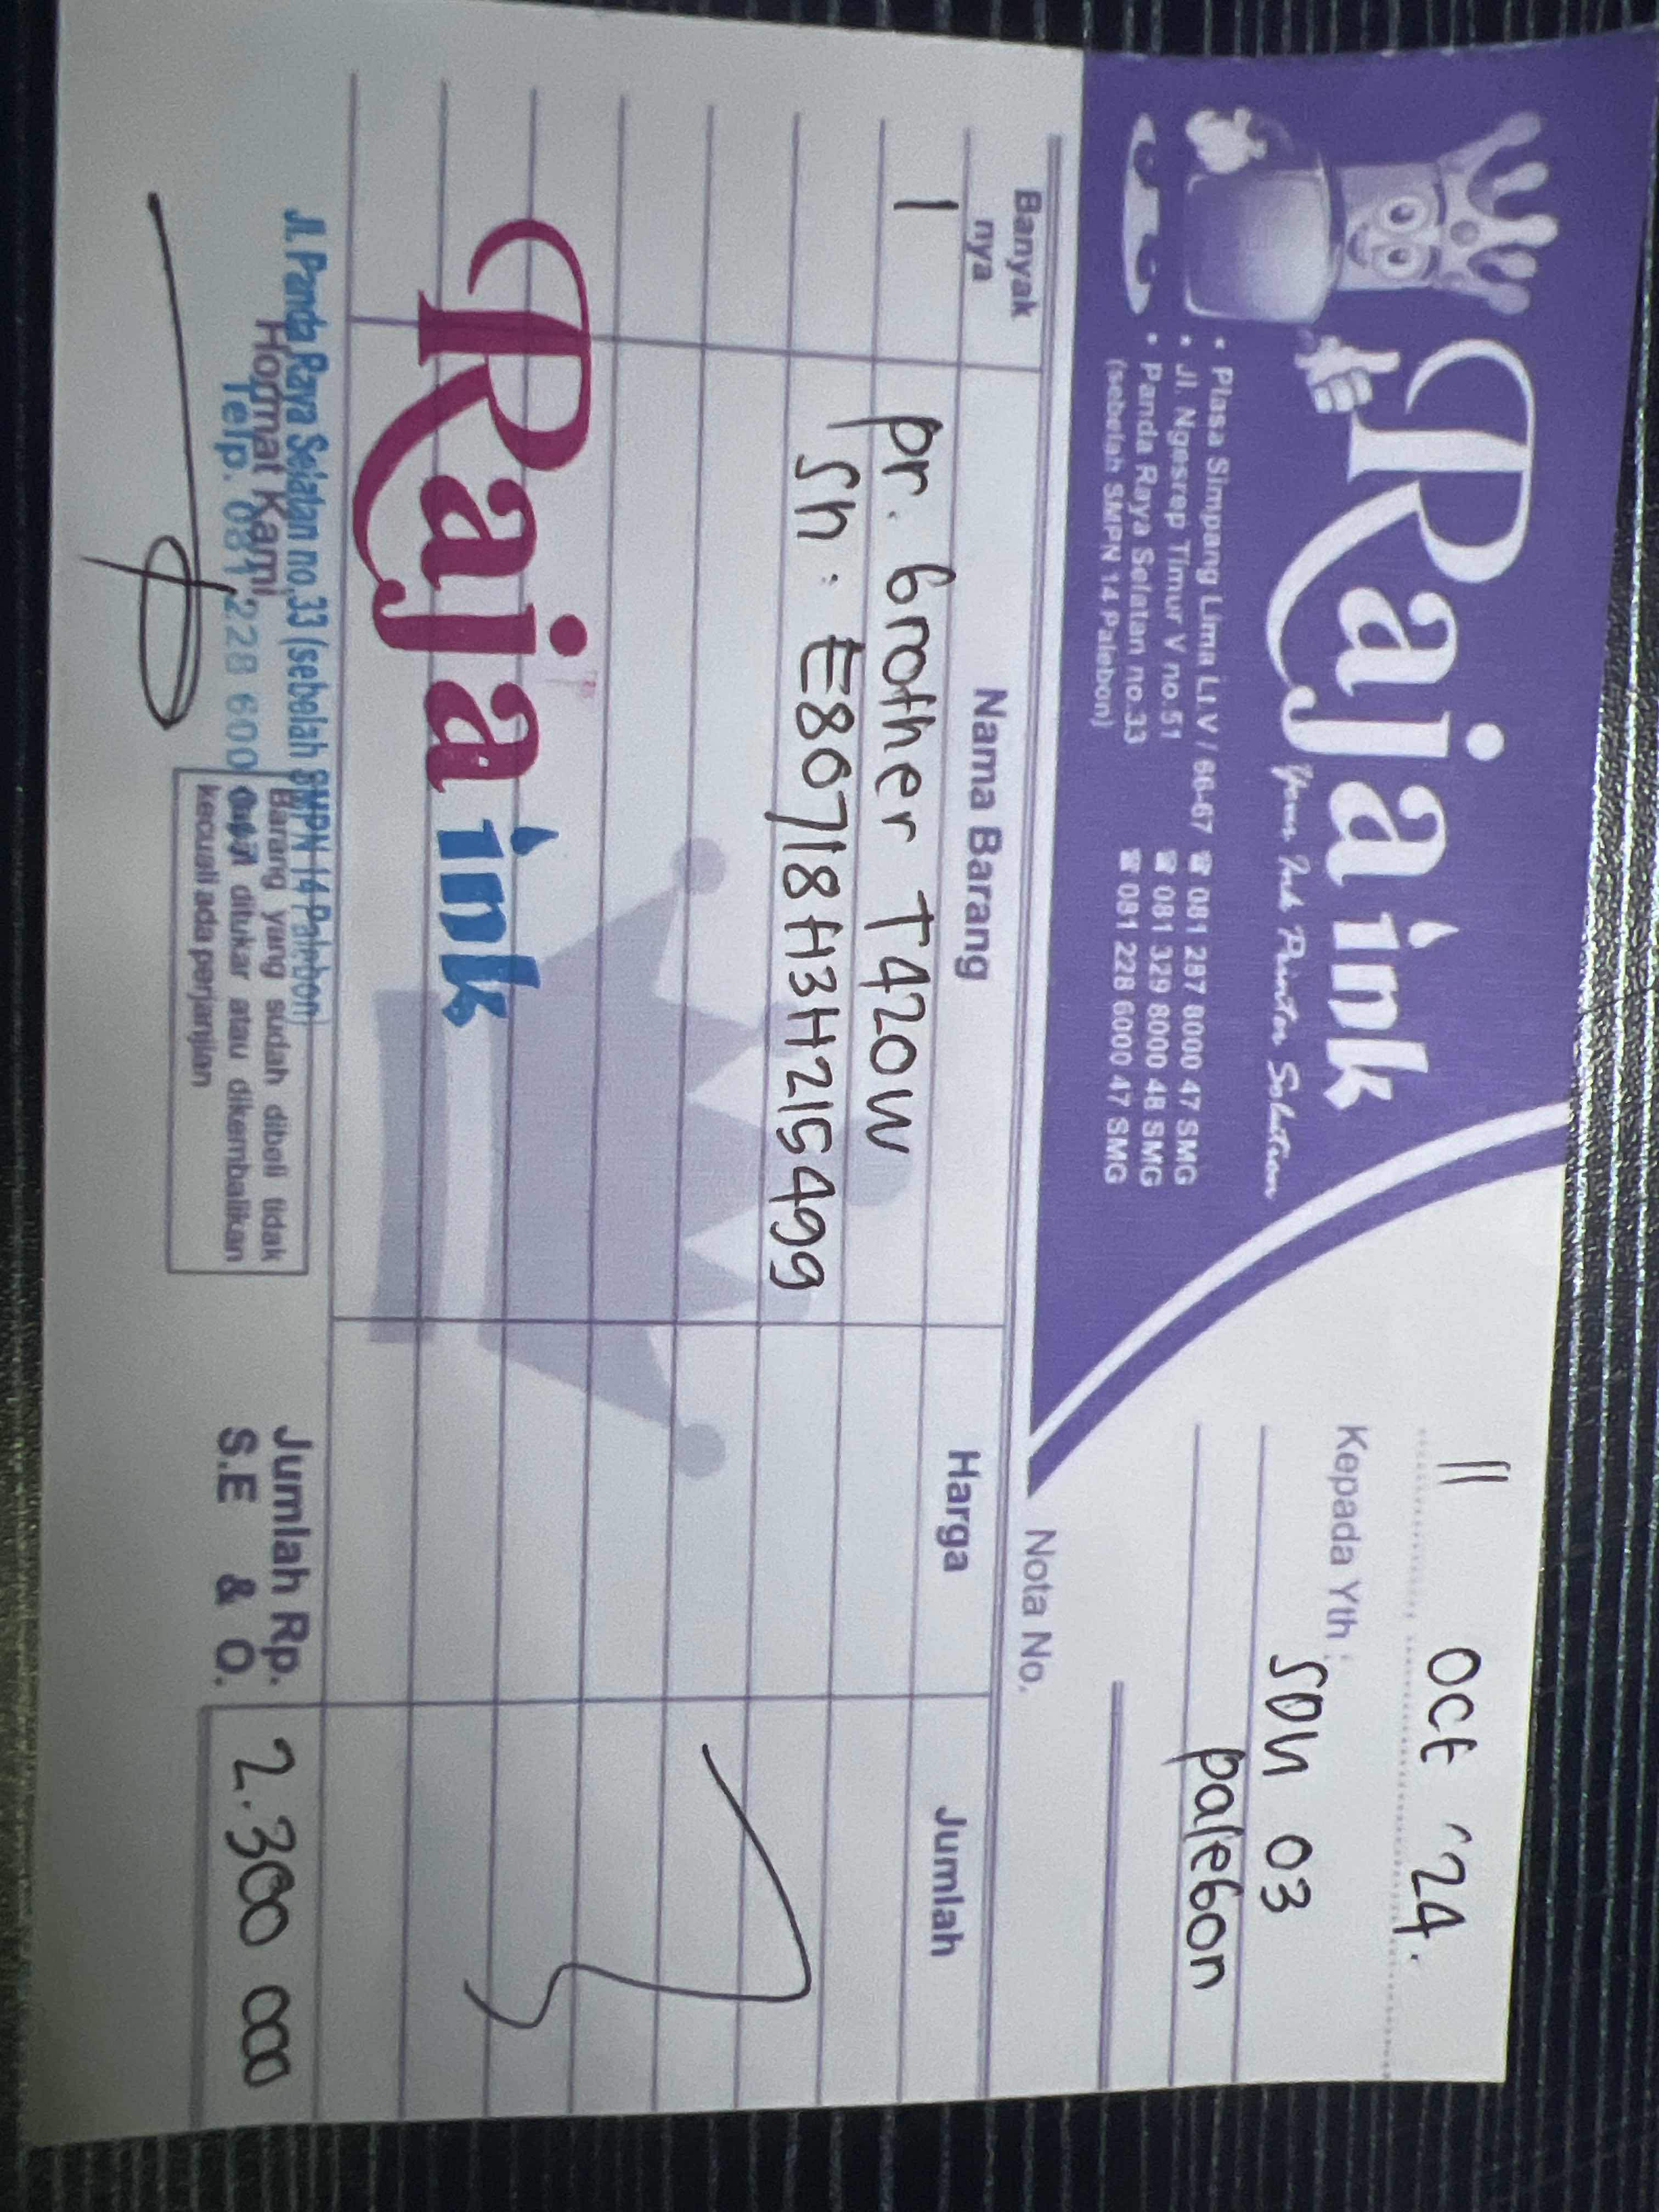 Raja ink
Your Ink Printer Solution
• Plasa Simpang Lima Lt.V / 66-67 ☎ 081 287 8000 47 SMG
• Jl. Ngesrep Timur V no.51 ☎ 081 329 8000 48 SMG
• Panda Raya Selatan no.33 ☎ 081 228 6000 47 SMG
(sebelah SMPN 14 Palebon)
11 Oct '24.
Kepada Yth :
SDN 03
Palebon
Nota No.
Banyak nya Nama Barang Harga Jumlah
1 pr. Brother T420W
Sn : E80718H3H215499
Raja ink
Jl. Panda Raya Selatan no.33 (sebelah SMPN 14 Palebon)
Telp. 081 228 6000
Hormat Kami
Barang yang sudah dibeli tidak
ditukar atau dikembalikan
kecuali ada perjanjian
Jumlah Rp. 2.300 000
S.E & O.